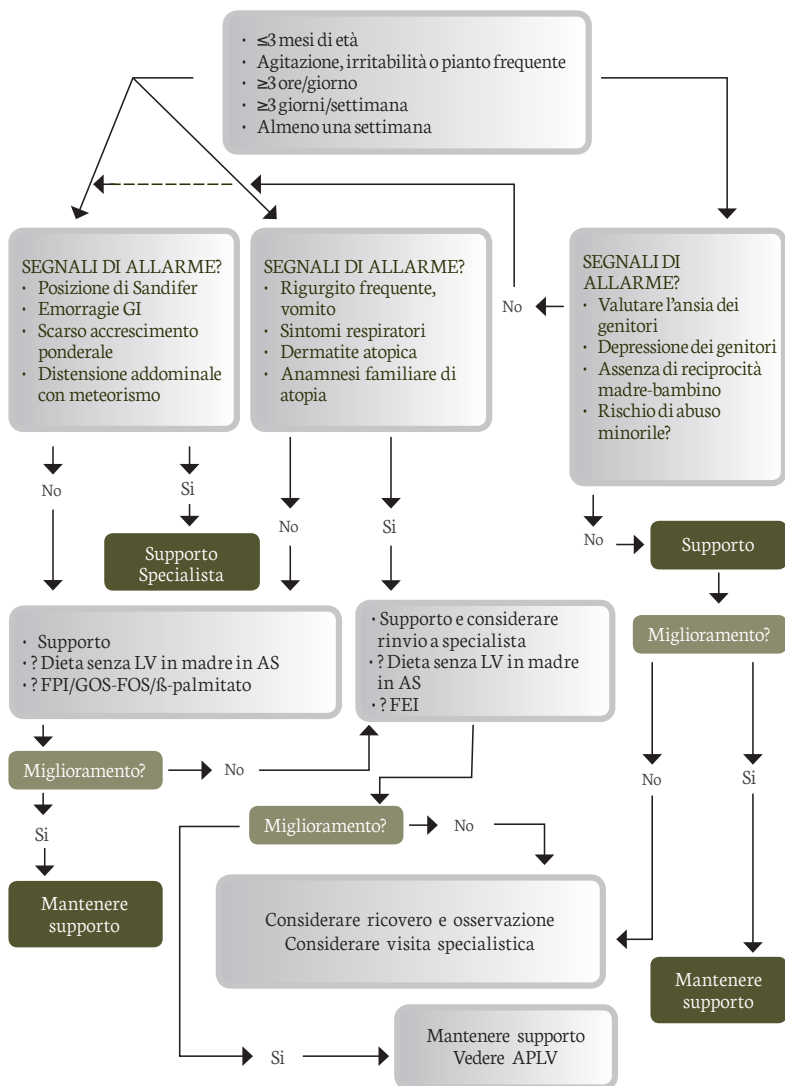 · ≤3 mesi di età
· Agitazione, irritabilità o pianto frequente
· ≥3 ore/giorno
· ≥3 giorni/settimana
· Almeno una settimana
SEGNALI DI ALLARME?
· Posizione di Sandifer
· Emorragie GI
· Scarso accrescimento
ponderale
· Distensione addominale
con meteorismo
SEGNALI DI ALLARME?
· Rigurgito frequente,
vomito
· Sintomi respiratori
· Dermatite atopica
· Anamnesi familiare di
atopia
No
SEGNALI DI
ALLARME?
· Valutare l'ansia dei
genitori
· Depressione dei genitori
· Assenza di reciprocità
madre-bambino
· Rischio di abuso
minorile?
No
Si
No
Si
No
Supporto
Specialista
Supporto
· Supporto
· ? Dieta senza LV in madre in AS
· ? FPI/GOS-FOS/ß-palmitato
· Supporto e considerare
rinvio a specialista
· ? Dieta senza LV in madre
in AS
· ? FEI
Miglioramento?
Miglioramento?
No
No
Si
Si
Miglioramento?
No
Mantenere
supporto
Considerare ricovero e osservazione
Considerare visita specialistica
Mantenere
supporto
Si
Mantenere supporto
Vedere APLV